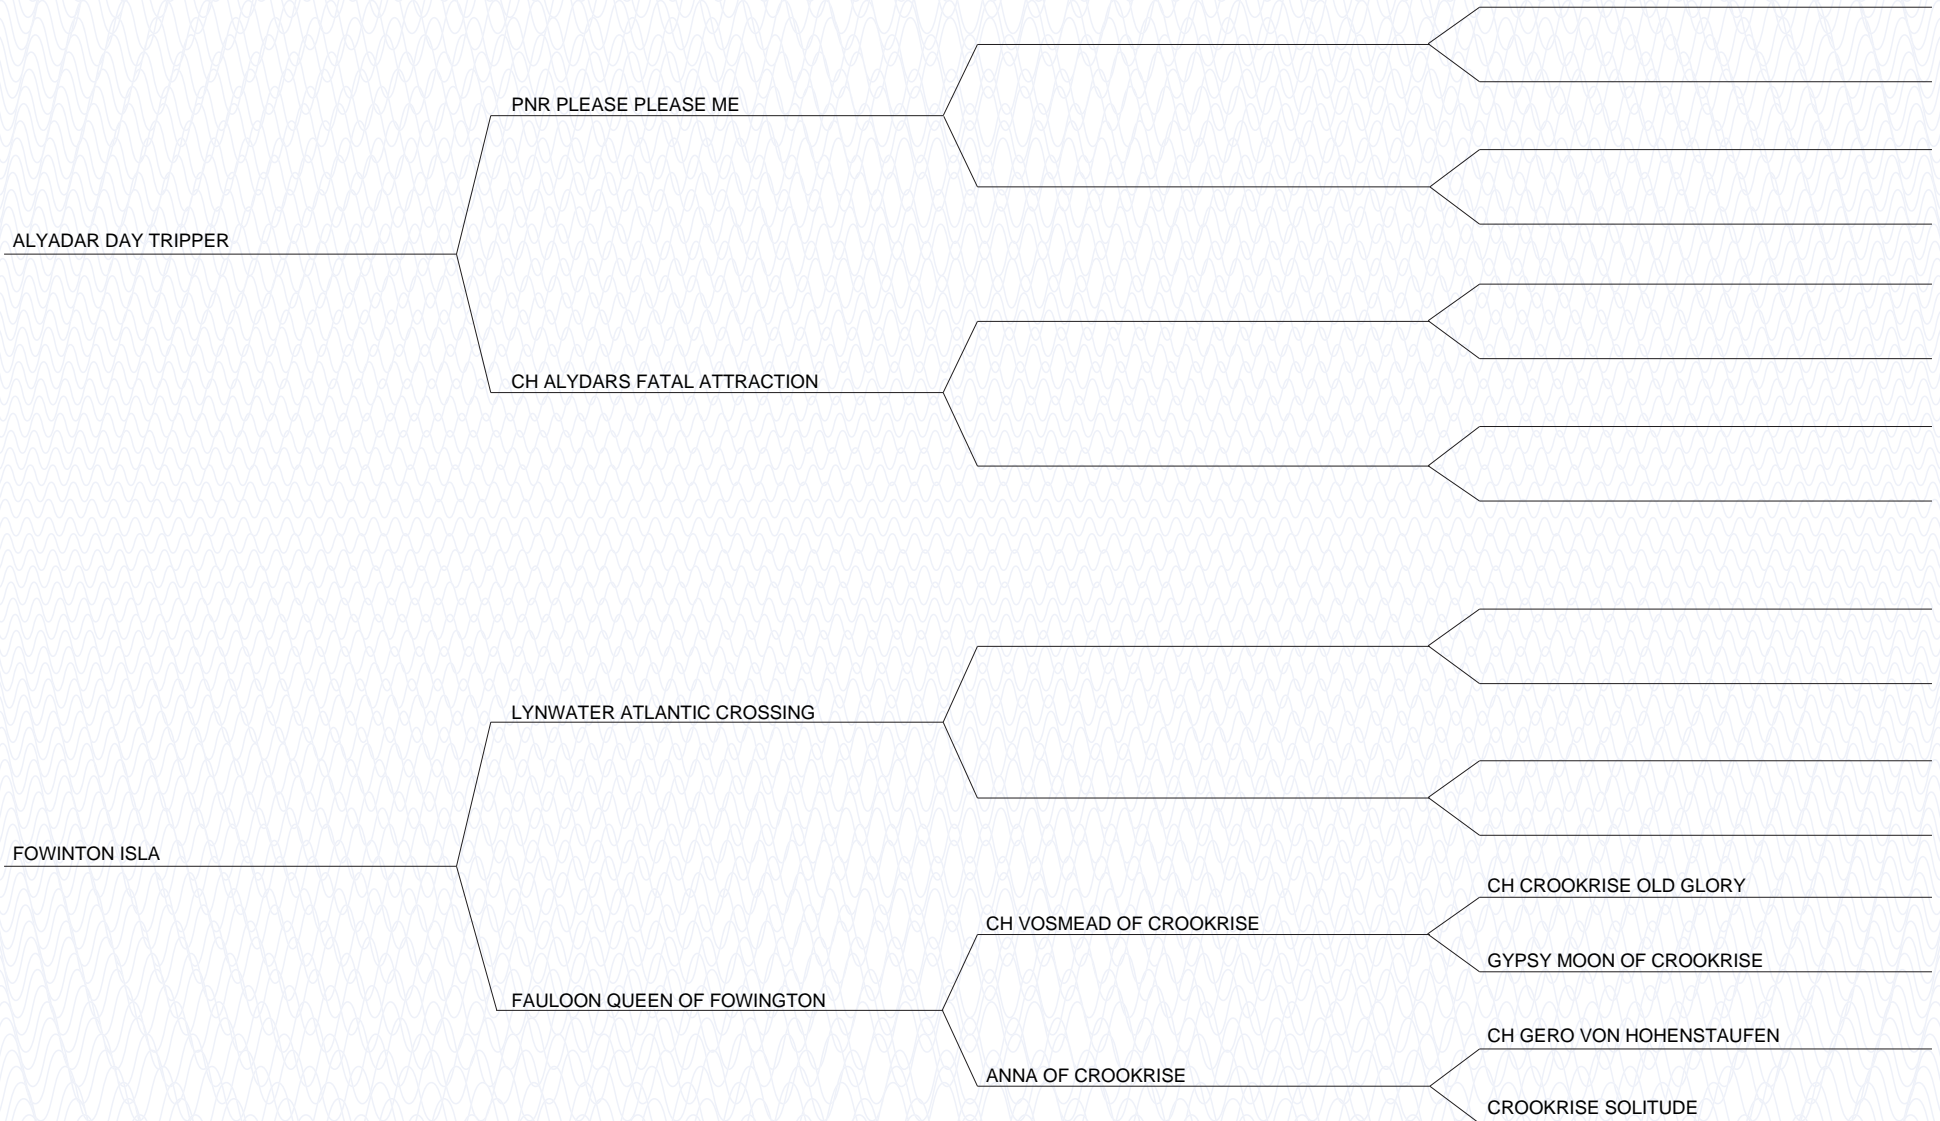 PNR PLEASE PLEASE ME
ALYADAR DAY TRIPPER
CH ALYDARS FATAL ATTRACTION
LYNWATER ATLANTIC CROSSING
FOWINTON ISLA
CH CROOKRISE OLD GLORY
CH VOSMEAD OF CROOKRISE
GYPSY MOON OF CROOKRISE
FAULOON QUEEN OF FOWINGTON
CH GERO VON HOHENSTAUFEN
ANNA OF CROOKRISE
CROOKRISE SOLITUDE